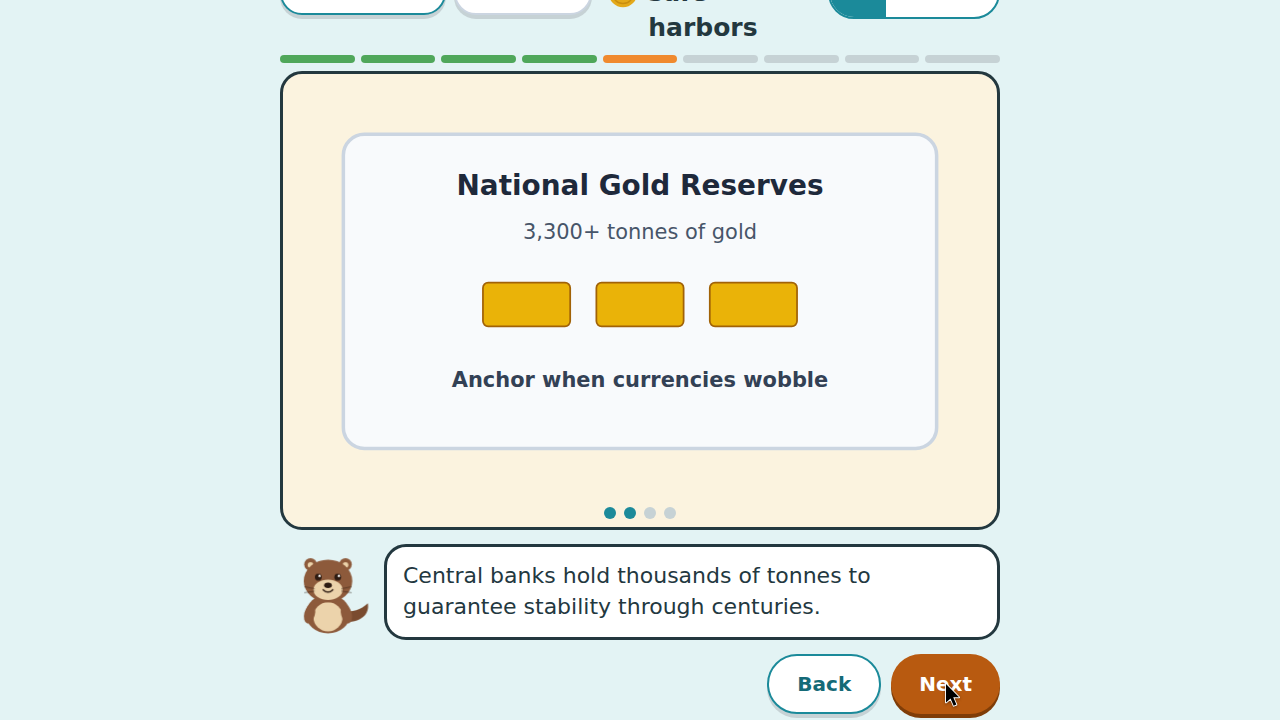 harbors
National Gold Reserves
3,300+ tonnes of gold
Anchor when currencies wobble
Central banks hold thousands of tonnes to
guarantee stability through centuries.
Back
Next